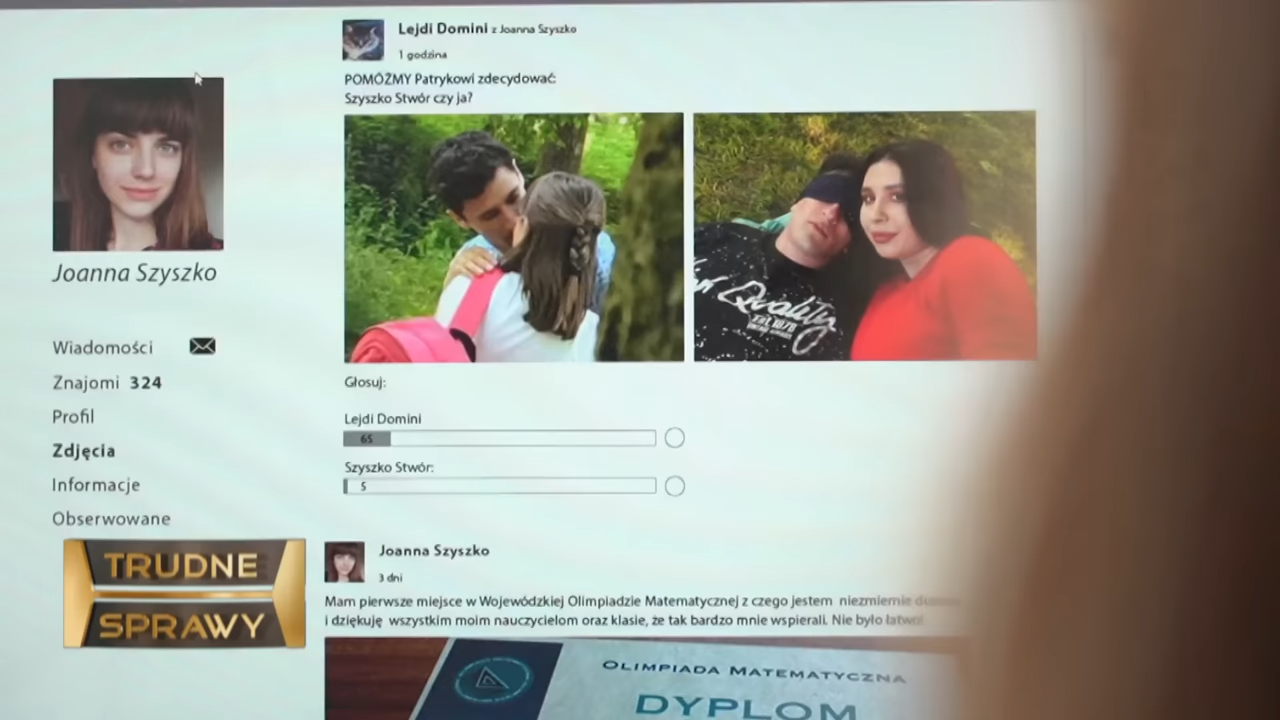 Lejdi Domini z Joanna Szyszko
1 godzina
POMÓŻMY Patrykowi zdecydować:
Szyszko Stwór czy ja?
Joanna Szyszko
Wiadomości
Znajomi 324
Profil
Zdjęcia
Informacje
Obserwowane
Quality
Głosuj:
Lejdi Domini
65
Szyszko Stwór:
5
TRUDNE
SPRAWY
Joanna Szyszko
3 dni
Mam pierwsze miejsce w Wojewódzkiej Olimpiadzie Matematycznej z czego jestem niezmiernie
i dziękuję wszystkim moim nauczycielom oraz klasie, że tak bardzo mnie wspierali. Nie było łatwo!
OLIMPIADA MATEMATYCZNA
DYPLOM